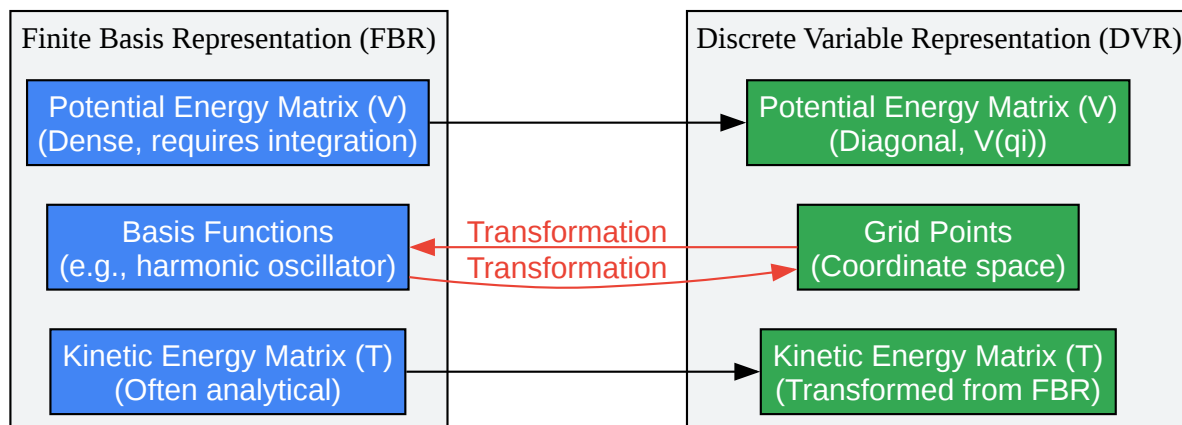 Finite Basis Representation (FBR)
Potential Energy Matrix (V)
(Dense, requires integration)
Basis Functions
(e.g., harmonic oscillator)
Kinetic Energy Matrix (T)
(Often analytical)
Transformation
Transformation
Discrete Variable Representation (DVR)
Potential Energy Matrix (V)
(Diagonal, V(qi))
Grid Points
(Coordinate space)
Kinetic Energy Matrix (T)
(Transformed from FBR)